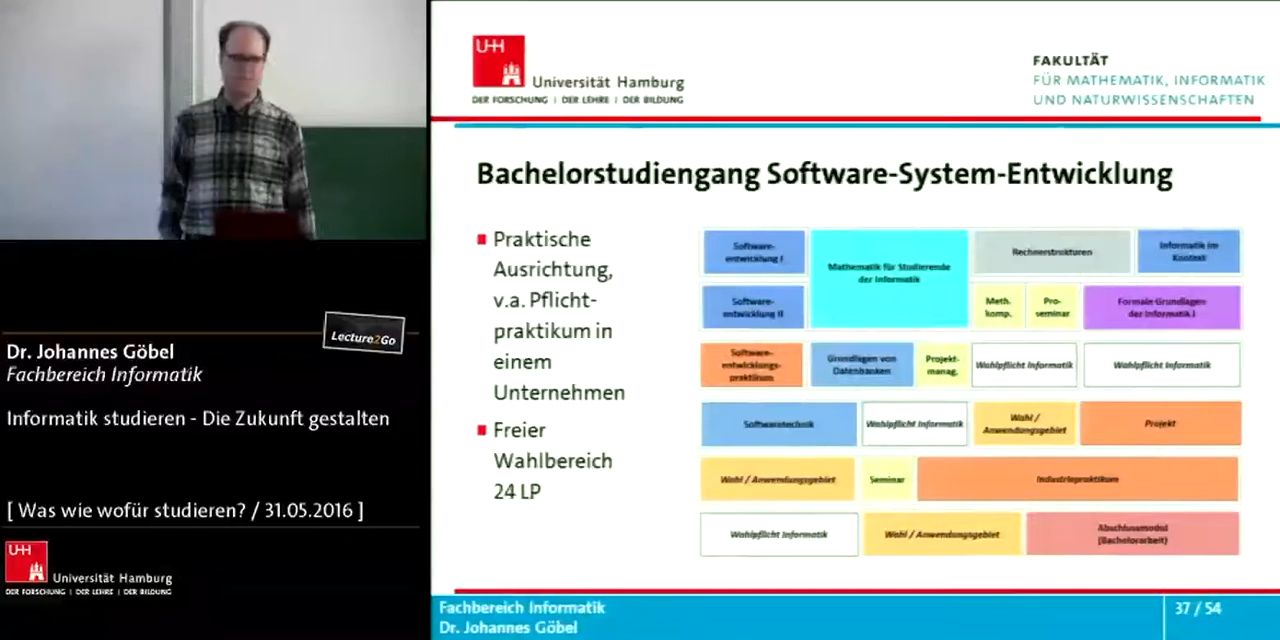 U-H
Universität Hamburg
DER FORSCHUNG | DER LEHRE | DER BILDUNG
FAKULTÄT
FÜR MATHEMATIK, INFORMATIK
UND NATURWISSENSCHAFTEN
Bachelorstudiengang Software-System-Entwicklung
Praktische
Ausrichtung,
v.a. Pflicht-
praktikum in
einem
Unternehmen
Freier
Wahlbereich
24 LP
Software-
entwicklung I
Mathematik für Studierende
der Informatik
Rechnerstrukturen
Informatik im
Kontext
Software-
entwicklung II
Meth.
komp.
Pro-
seminar
Formale Grundlagen
der Informatik I
Software-
entwicklungs-
praktikum
Grundlagen von
Datenbanken
Projekt-
manag.
Wahlpflicht Informatik
Wahlpflicht Informatik
Softwaretechnik
Wahlpflicht Informatik
Wahl /
Anwendungsgebiet
Projekt
Wahl / Anwendungsgebiet
Seminar
Industriepraktikum
Wahlpflicht Informatik
Wahl / Anwendungsgebiet
Abschlussmodul
(Bachelorarbeit)
Fachbereich Informatik
Dr. Johannes Göbel
37 / 54
Lecture2Go
Dr. Johannes Göbel
Fachbereich Informatik
Informatik studieren - Die Zukunft gestalten
[ Was wie wofür studieren? / 31.05.2016 ]
U-H
Universität Hamburg
DER FORSCHUNG | DER LEHRE | DER BILDUNG